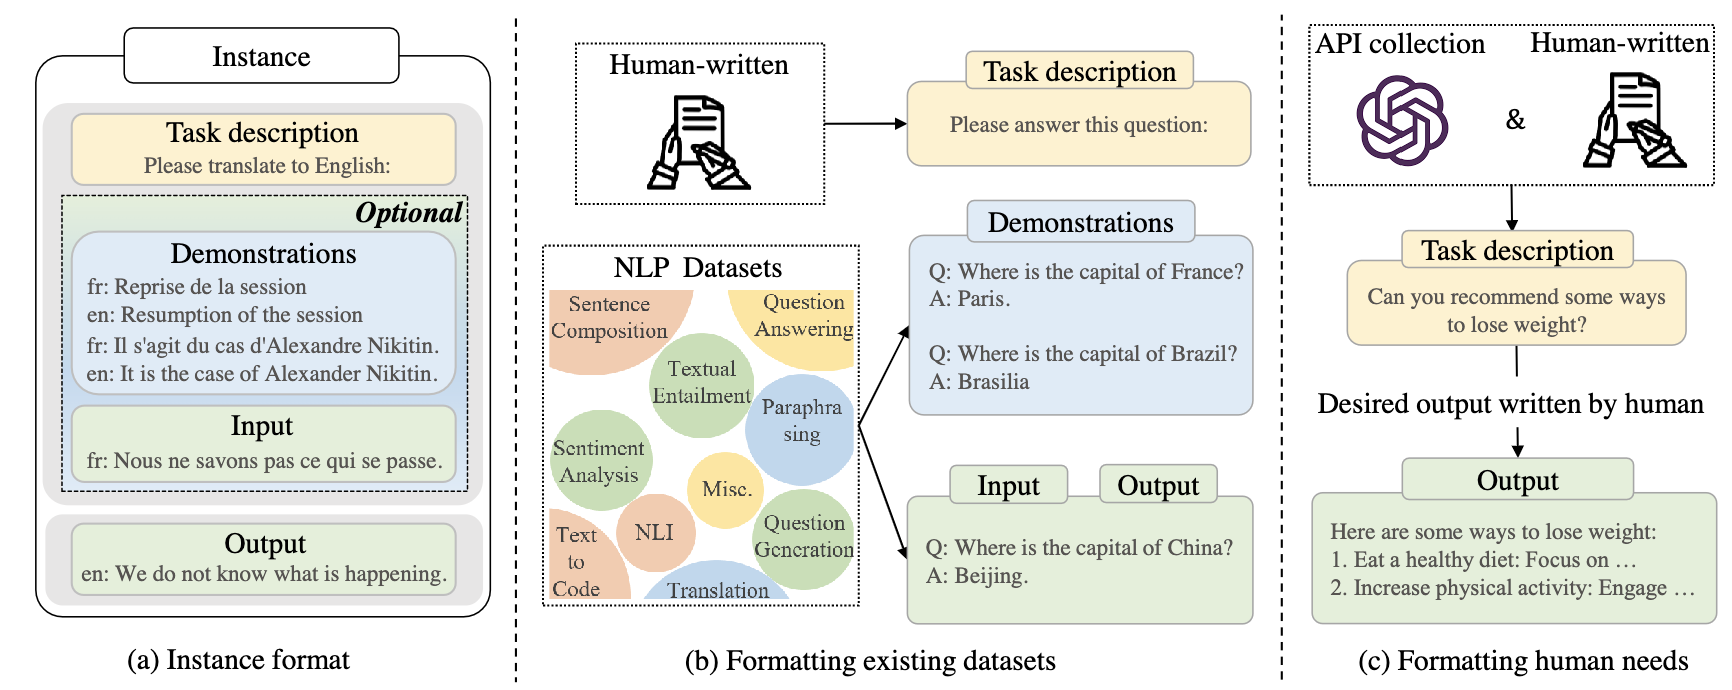 Instance
Task description
Please translate to English:
Optional
Demonstrations
fr: Reprise de la session
en: Resumption of the session
fr: Il s'agit du cas d'Alexandre Nikitin.
en: It is the case of Alexander Nikitin.
Input
fr: Nous ne savons pas ce qui se passe.
Output
en: We do not know what is happening.
(a) Instance format
Human-written
Task description
Please answer this question:
NLP Datasets
Sentence
Composition
Question
Answering
Textual
Entailment
Paraphra
sing
Sentiment
Analysis
Misc.
NLI
Question
Generation
Text
to
Code
Translation
Demonstrations
Q: Where is the capital of France?
A: Paris.
Q: Where is the capital of Brazil?
A: Brasilia
Input
Output
Q: Where is the capital of China?
A: Beijing.
(b) Formatting existing datasets
API collection
&
Human-written
Task description
Can you recommend some ways
to lose weight?
Desired output written by human
Output
Here are some ways to lose weight:
1. Eat a healthy diet: Focus on …
2. Increase physical activity: Engage …
(c) Formatting human needs